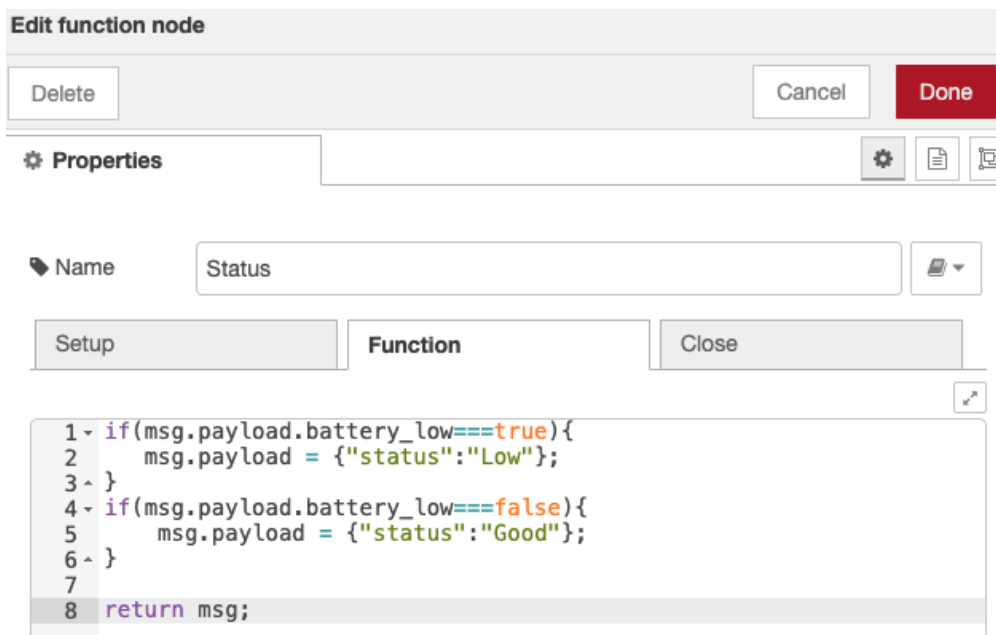 Edit function node
Delete
Cancel
Done
Properties
Name
Status
Setup
Function
Close
1 if(msg.payload.battery_low===true){
2    msg.payload = {"status":"Low"};
3 }
4 if(msg.payload.battery_low===false){
5     msg.payload = {"status":"Good"};
6 }
7
8 return msg;